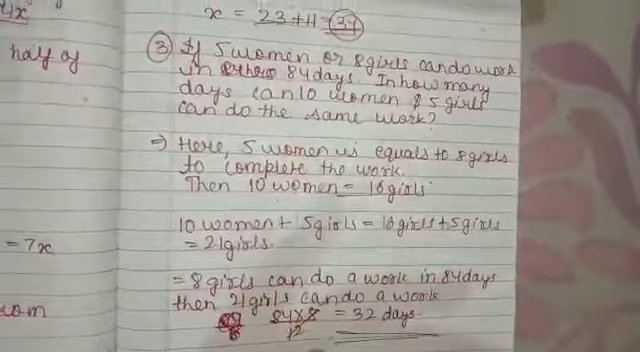 4x
x = 23+11 = 34
half of
③ If 5 women or 8 girls can do work
in 84 days. In how many
days can 10 women & 5 girls
can do the same work?
⇒ Here, 5 women is equals to 8 girls
to complete the work.
Then 10 women = 16 girls.
10 women + 5 girls = 16 girls + 5 girls
= 7x
= 21 girls.
= 8 girls can do a work in 84 days
then 21 girls can do a work
84×8 / 12 = 32 days.